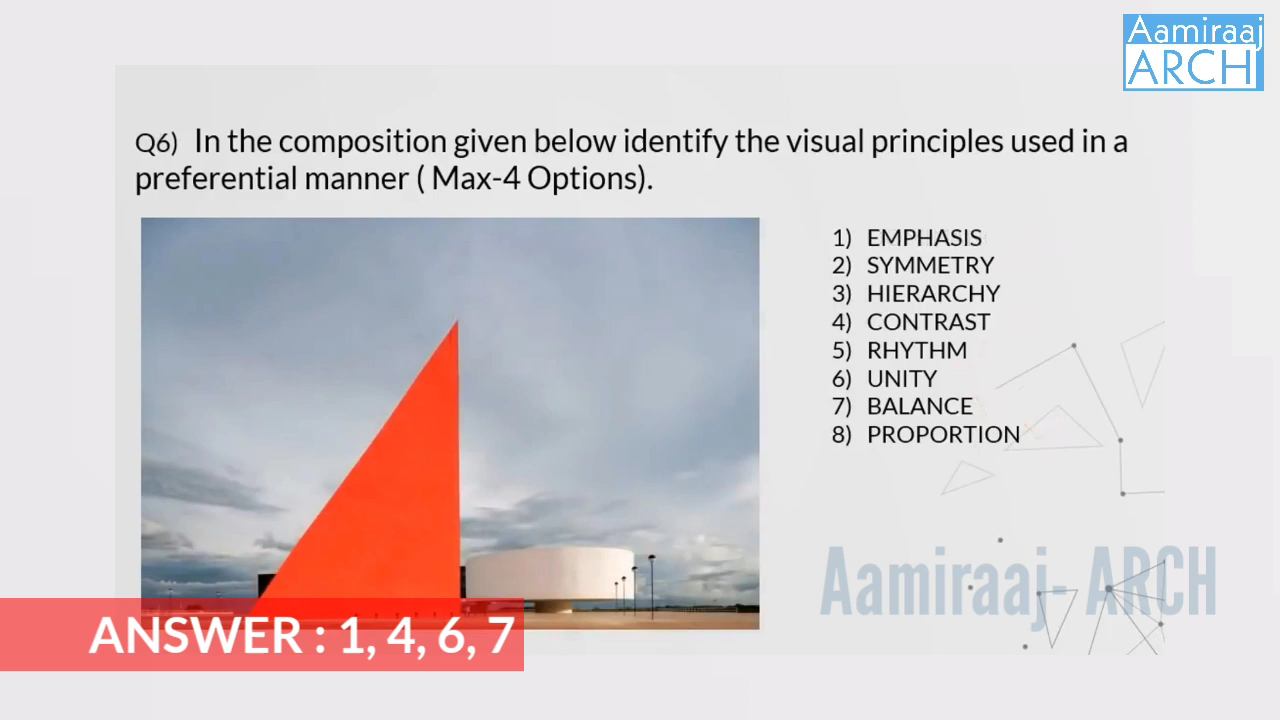 Aamiraaj
ARCH
Q6) In the composition given below identify the visual principles used in a
preferential manner ( Max-4 Options).
1) EMPHASIS
2) SYMMETRY
3) HIERARCHY
4) CONTRAST
5) RHYTHM
6) UNITY
7) BALANCE
8) PROPORTION
Aamiraaj- ARCH
ANSWER : 1, 4, 6, 7